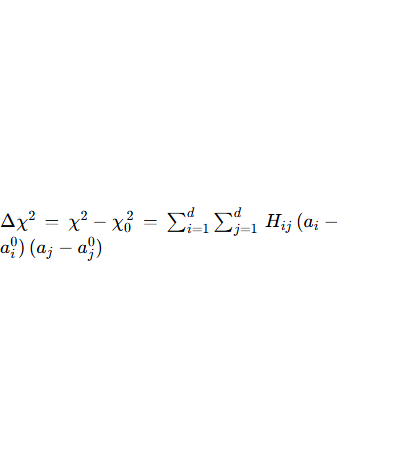 Δχ² = χ² − χ₀² = ∑ᵢ₌₁ᵈ ∑ⱼ₌₁ᵈ Hᵢⱼ (aᵢ −
aᵢ⁰) (aⱼ − aⱼ⁰)